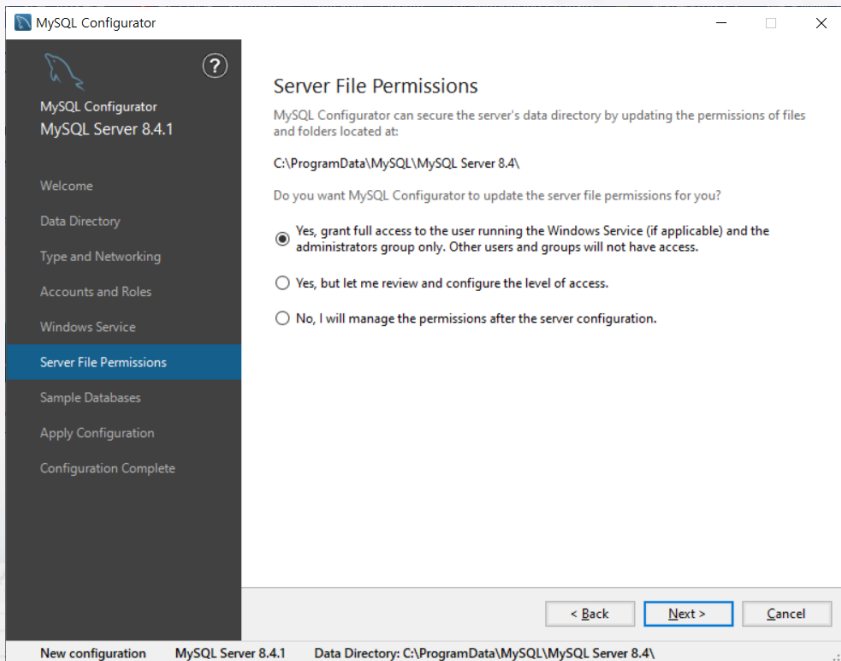 MySQL Configurator
?
MySQL Configurator
MySQL Server 8.4.1
Welcome
Data Directory
Type and Networking
Accounts and Roles
Windows Service
Server File Permissions
Sample Databases
Apply Configuration
Configuration Complete
Server File Permissions
MySQL Configurator can secure the server's data directory by updating the permissions of files
and folders located at:
C:\ProgramData\MySQL\MySQL Server 8.4\
Do you want MySQL Configurator to update the server file permissions for you?
Yes, grant full access to the user running the Windows Service (if applicable) and the
administrators group only. Other users and groups will not have access.
Yes, but let me review and configure the level of access.
No, I will manage the permissions after the server configuration.
< Back
Next >
Cancel
New configuration
MySQL Server 8.4.1
Data Directory: C:\ProgramData\MySQL\MySQL Server 8.4\